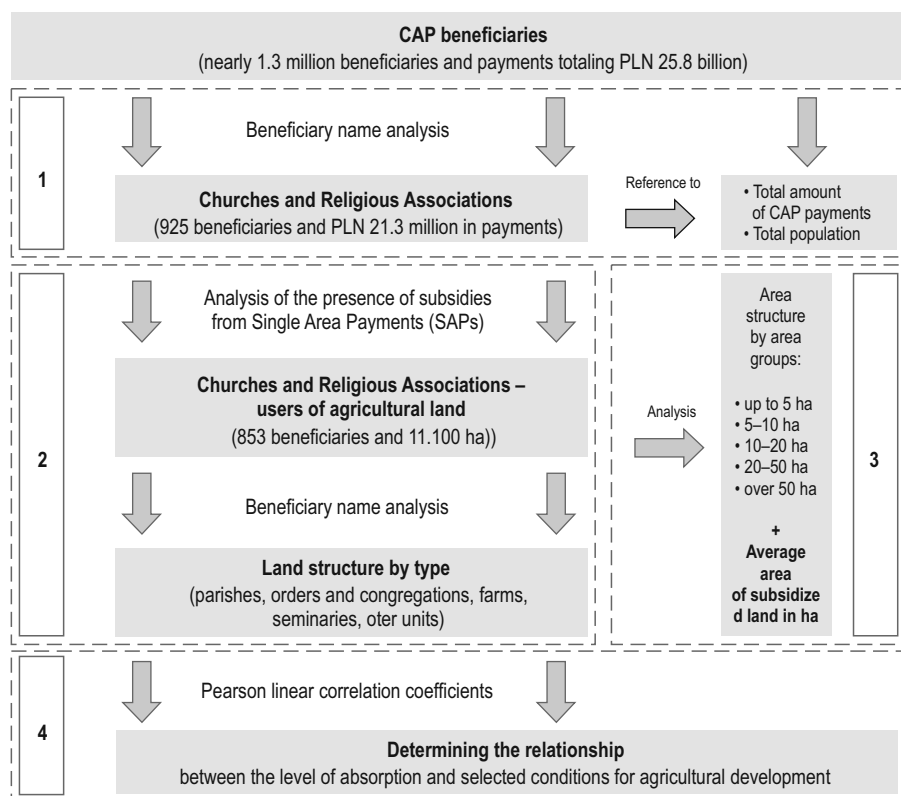 CAP beneficiaries
(nearly 1.3 million beneficiaries and payments totaling PLN 25.8 billion)
1
Beneficiary name analysis
Churches and Religious Associations
(925 beneficiaries and PLN 21.3 million in payments)
Reference to
• Total amount
of CAP payments
• Total population
2
Analysis of the presence of subsidies
from Single Area Payments (SAPs)
Churches and Religious Associations –
users of agricultural land
(853 beneficiaries and 11.100 ha))
Beneficiary name analysis
Land structure by type
(parishes, orders and congregations, farms,
seminaries, oter units)
Analysis
Area
structure
by area
groups:
• up to 5 ha
• 5–10 ha
• 10–20 ha
• 20–50 ha
• over 50 ha
+
Average
area
of subsidize
d land in ha
3
4
Pearson linear correlation coefficients
Determining the relationship
between the level of absorption and selected conditions for agricultural development